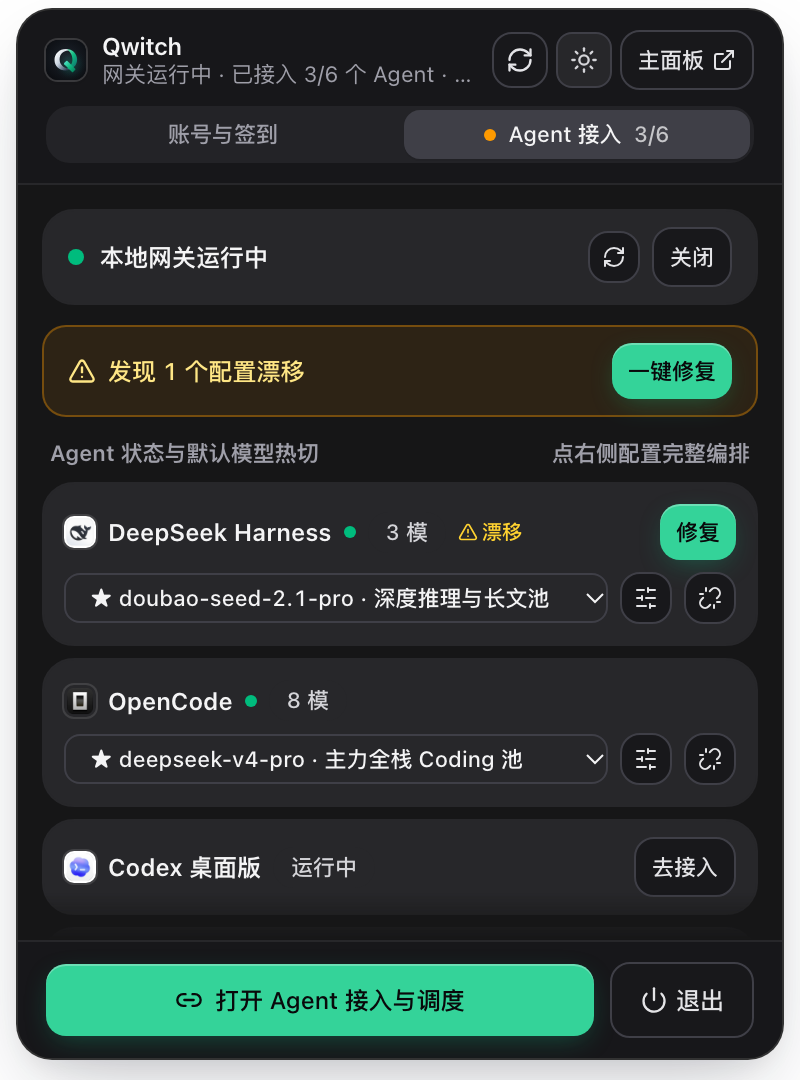 Qwitch
网关运行中 · 已接入 3/6 个 Agent · ...
主面板
账号与签到
Agent 接入 3/6
本地网关运行中
关闭
发现 1 个配置漂移
一键修复
Agent 状态与默认模型热切
点右侧配置完整编排
DeepSeek Harness 3 模 漂移
修复
★ doubao-seed-2.1-pro · 深度推理与长文池
OpenCode 8 模
★ deepseek-v4-pro · 主力全栈 Coding 池
Codex 桌面版 运行中
去接入
打开 Agent 接入与调度
退出